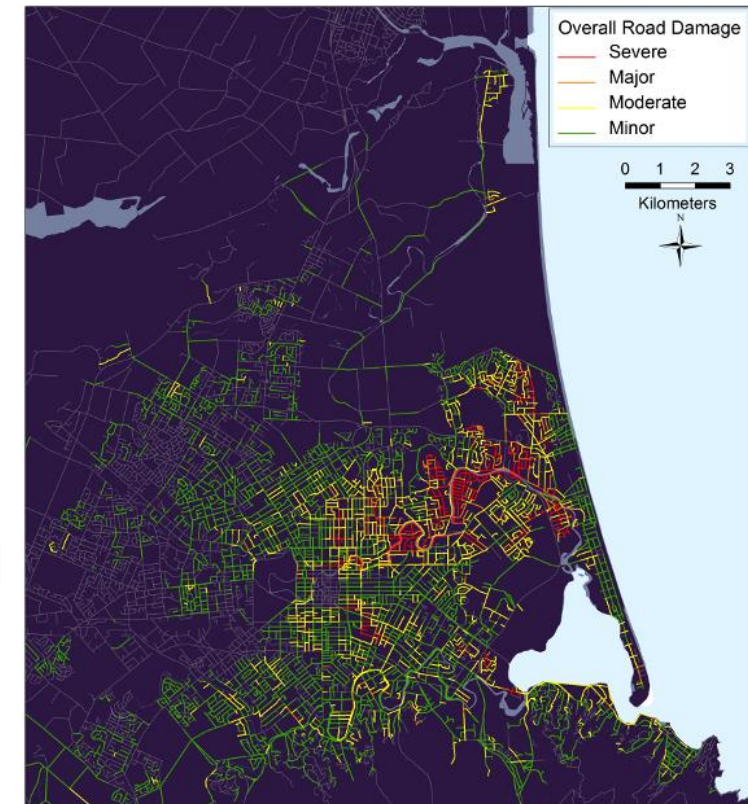 Overall Road Damage
Severe
Major
Moderate
Minor
0 1 2 3
Kilometers
N